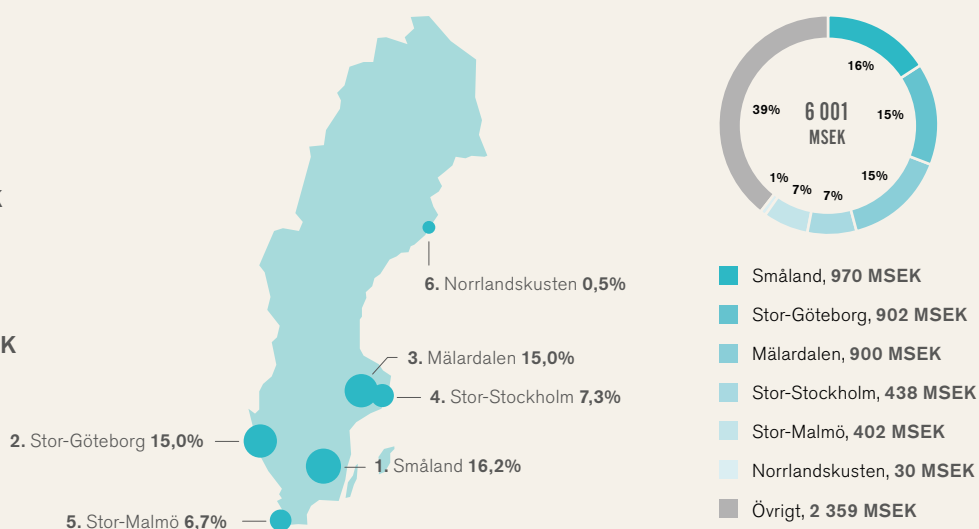 K
K
6. Norrlandskusten 0,5%
3. Mälardalen 15,0%
4. Stor-Stockholm 7,3%
2. Stor-Göteborg 15,0%
1. Småland 16,2%
5. Stor-Malmö 6,7%
16%
39%
6 001
MSEK
15%
15%
1%
7%
7%
Småland, 970 MSEK
Stor-Göteborg, 902 MSEK
Mälardalen, 900 MSEK
Stor-Stockholm, 438 MSEK
Stor-Malmö, 402 MSEK
Norrlandskusten, 30 MSEK
Övrigt, 2 359 MSEK